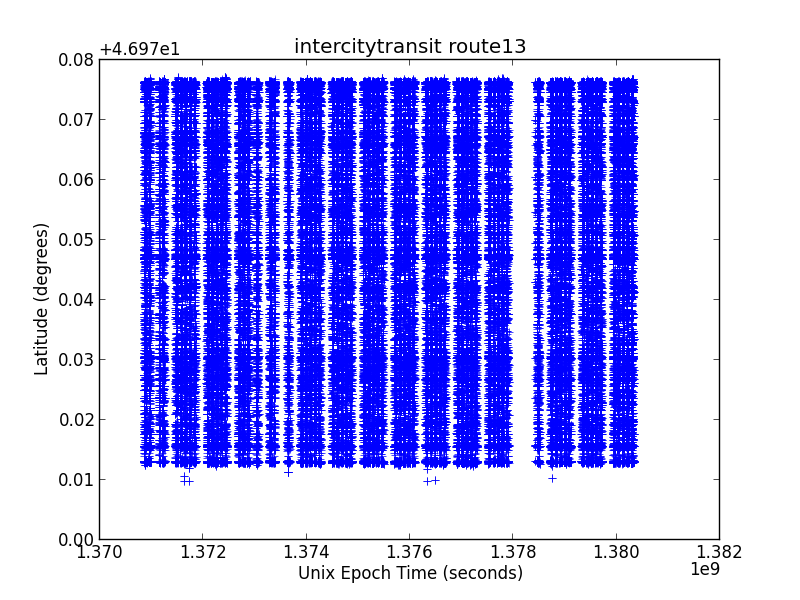 intercitytransit route13
+4.697e1
0.08
0.07
0.06
0.05
0.04
0.03
0.02
0.01
0.00
Latitude (degrees)
1.370 1.372 1.374 1.376 1.378 1.380 1.382
1e9
Unix Epoch Time (seconds)